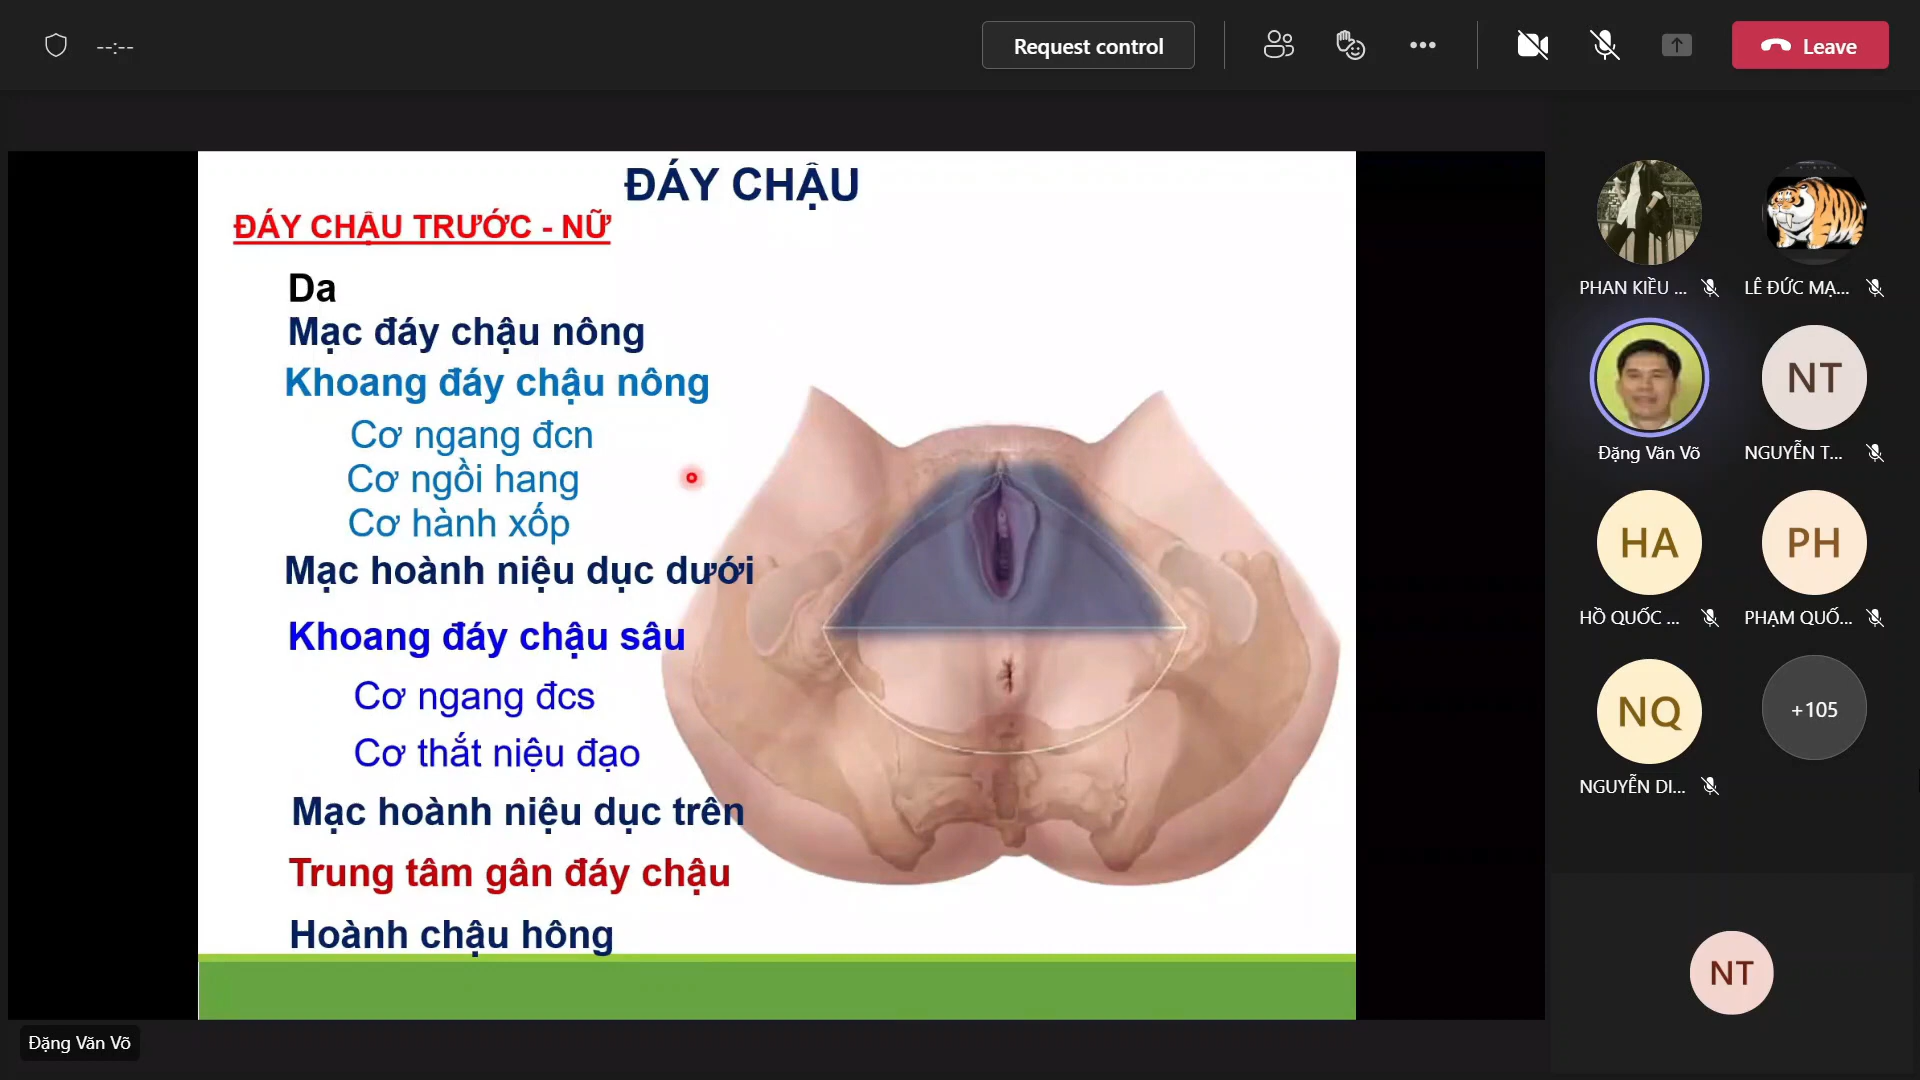 --:--
Request control
Leave
ĐÁY CHẬU
ĐÁY CHẬU TRƯỚC - NỮ
Da
Mạc đáy chậu nông
Khoang đáy chậu nông
Cơ ngang đcn
Cơ ngồi hang
Cơ hành xốp
Mạc hoành niệu dục dưới
Khoang đáy chậu sâu
Cơ ngang đcs
Cơ thắt niệu đạo
Mạc hoành niệu dục trên
Trung tâm gân đáy chậu
Hoành chậu hông
Đặng Văn Võ
PHAN KIỀU ...
LÊ ĐỨC MẠ...
Đặng Văn Võ
NT
NGUYỄN T...
HA
HỒ QUỐC ...
PH
PHẠM QUỐ...
NQ
NGUYỄN DI...
+105
NT